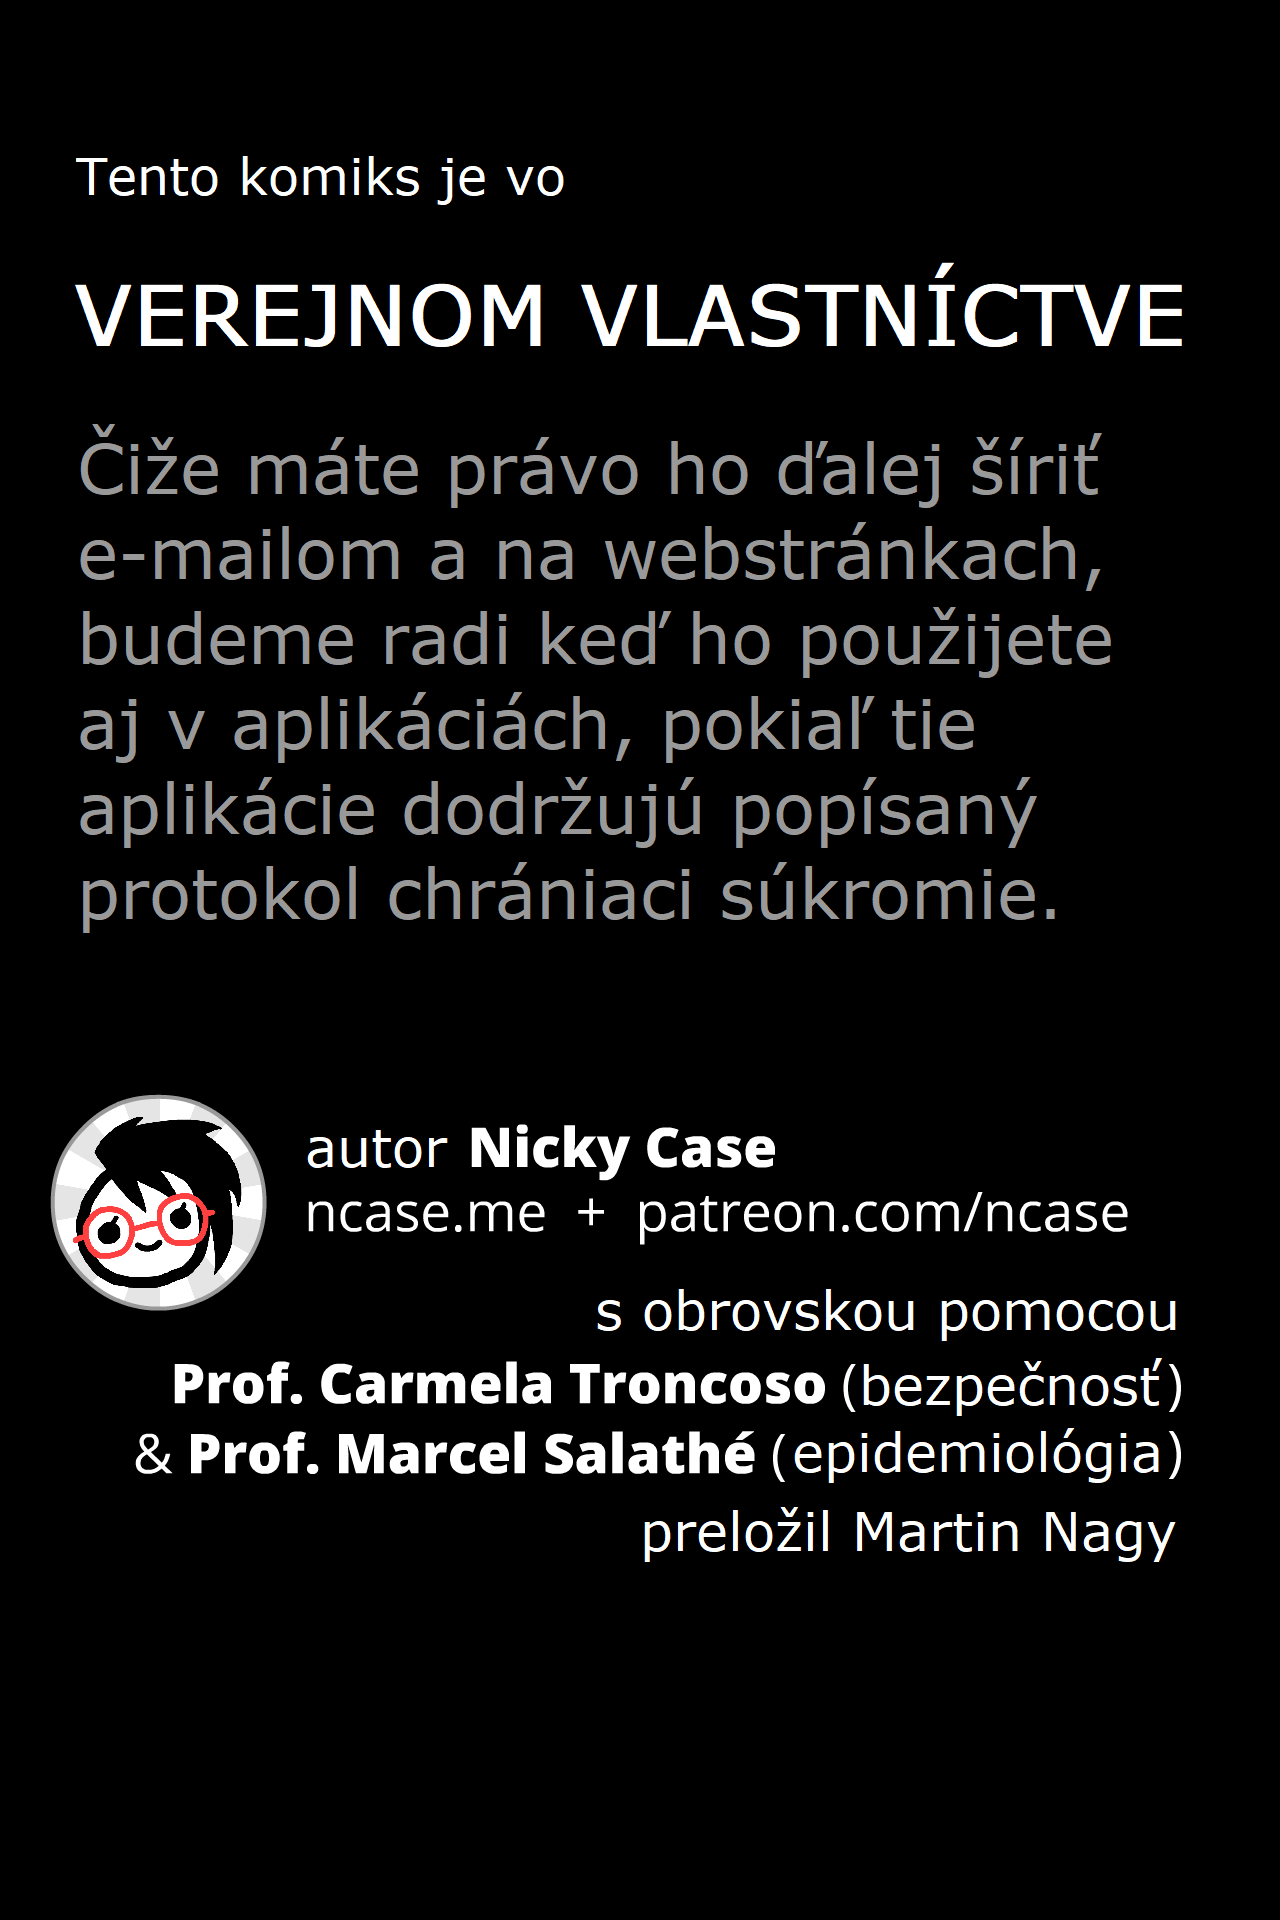 Tento komiks je vo
VEREJNOM VLASTNÍCTVE
Čiže máte právo ho ďalej šíriť
e-mailom a na webstránkach,
budeme radi keď ho použijete
aj v aplikáciách, pokiaľ tie
aplikácie dodržujú popísaný
protokol chrániaci súkromie.
autor Nicky Case
ncase.me + patreon.com/ncase
s obrovskou pomocou
Prof. Carmela Troncoso (bezpečnosť)
& Prof. Marcel Salathé (epidemiológia)
preložil Martin Nagy